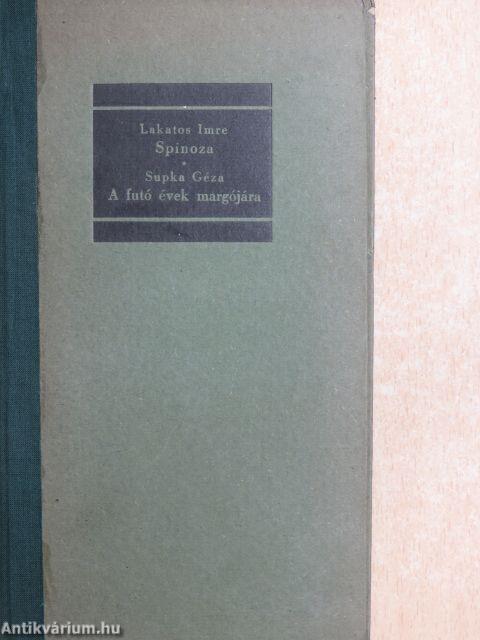 Lakatos Imre
Spinoza
*
Supka Géza
A futó évek margójára
Antikvárium.hu